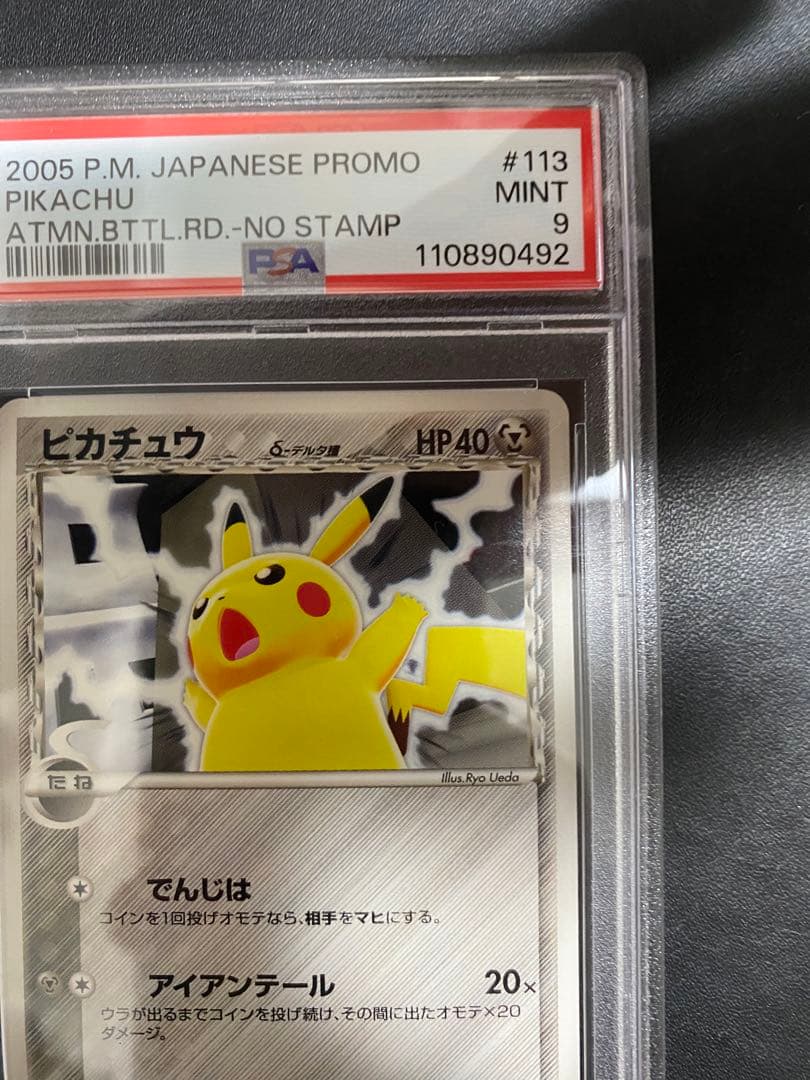 2005 P.M. JAPANESE PROMO #113
PIKACHU MINT
ATMN.BTTL.RD.-NO STAMP 9
PSA 110890492
ピカチュウ δ-デルタ種 HP40
たね
Illus.Ryo Ueda
でんじは
コインを1回投げオモテなら、相手をマヒにする。
アイアンテール 20×
ウラが出るまでコインを投げ続け、その間に出たオモテ×20
ダメージ。